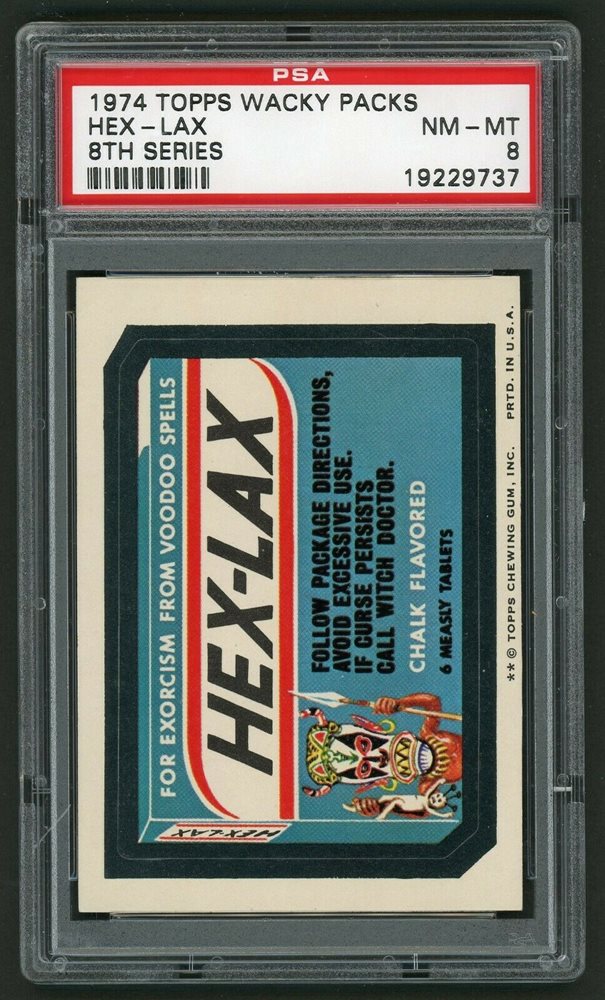 PSA
1974 TOPPS WACKY PACKS
HEX-LAX NM-MT
8TH SERIES 8
19229737
FOR EXORCISM FROM VOODOO SPELLS
HEX-LAX
HEX-LAX
FOLLOW PACKAGE DIRECTIONS,
AVOID EXCESSIVE USE.
IF CURSE PERSISTS
CALL WITCH DOCTOR.
CHALK FLAVORED
6 MEASLY TABLETS
**© TOPPS CHEWING GUM, INC. PRTD. IN U.S.A.